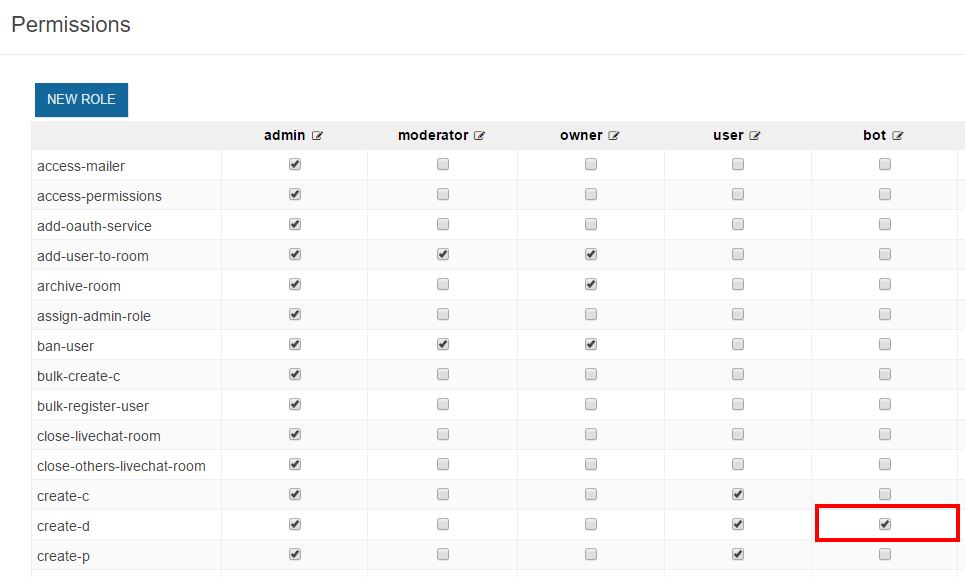 Permissions
NEW ROLE
admin moderator owner user bot
access-mailer
access-permissions
add-oauth-service
add-user-to-room
archive-room
assign-admin-role
ban-user
bulk-create-c
bulk-register-user
close-livechat-room
close-others-livechat-room
create-c
create-d
create-p